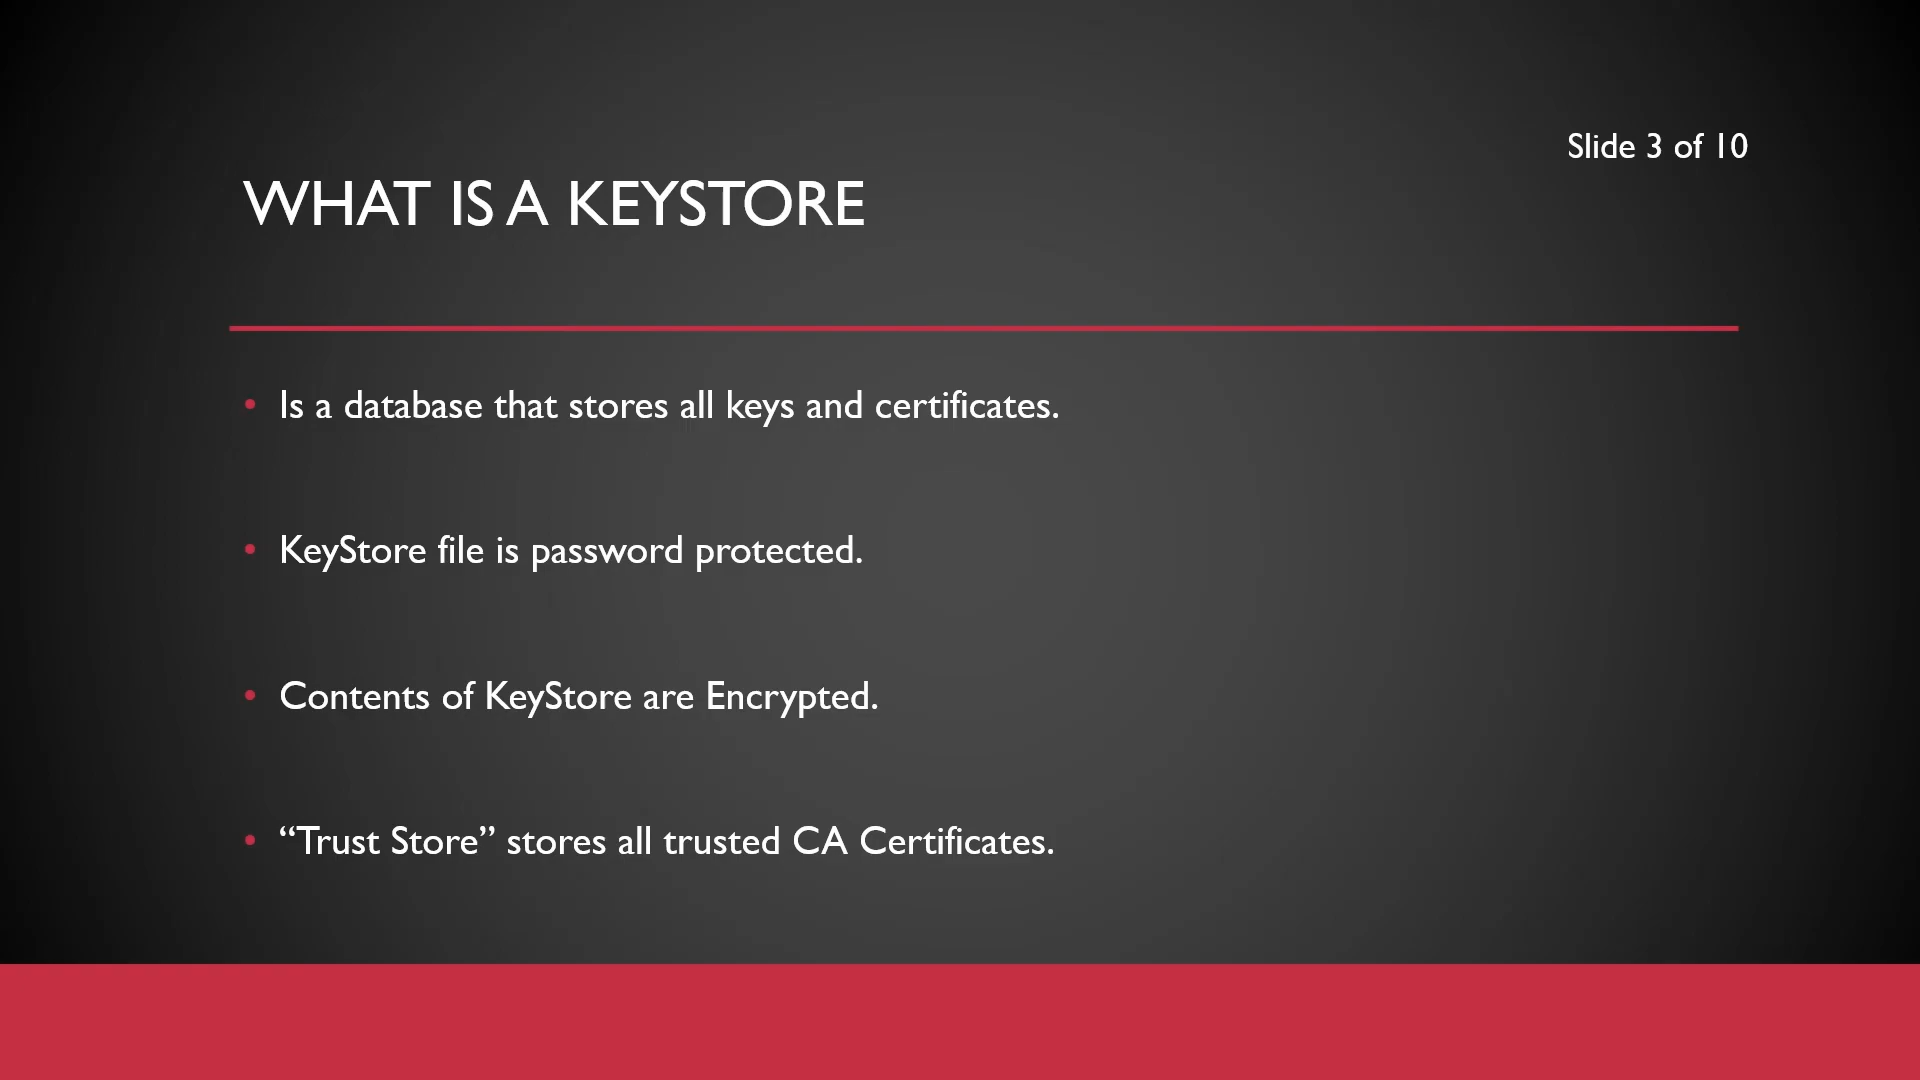 Slide 3 of 10
WHAT IS A KEYSTORE
• Is a database that stores all keys and certificates.
• KeyStore file is password protected.
• Contents of KeyStore are Encrypted.
• “Trust Store” stores all trusted CA Certificates.